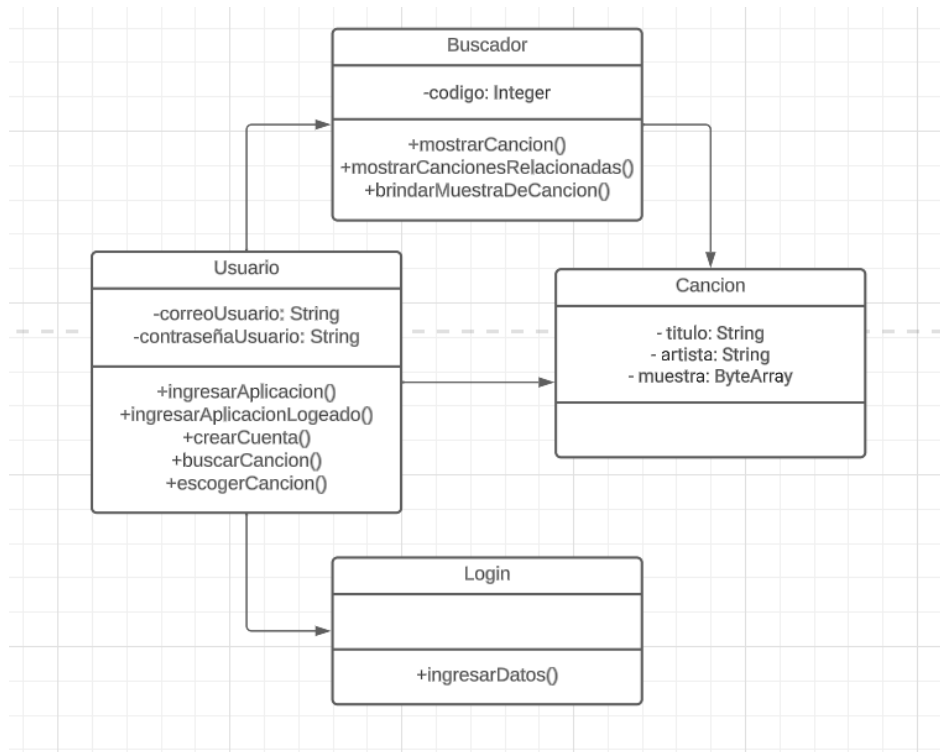 Buscador
-codigo: Integer
+mostrarCancion()
+mostrarCancionesRelacionadas()
+brindarMuestraDeCancion()
Usuario
-correoUsuario: String
-contraseñaUsuario: String
+ingresarAplicacion()
+ingresarAplicacionLogeado()
+crearCuenta()
+buscarCancion()
+escogerCancion()
Cancion
- titulo: String
- artista: String
- muestra: ByteArray
Login
+ingresarDatos()